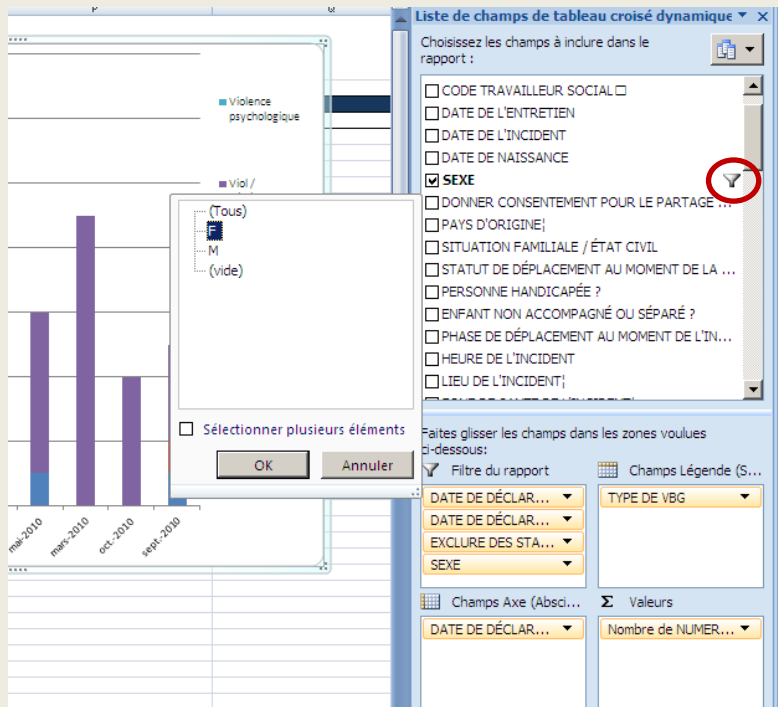 P
Q
Liste de champs de tableau croisé dynamique
Choisissez les champs à inclure dans le
rapport :
CODE TRAVAILLEUR SOCIAL□
DATE DE L'ENTRETIEN
DATE DE L'INCIDENT
DATE DE NAISSANCE
SEXE
DONNER CONSENTEMENT POUR LE PARTAGE ...
PAYS D'ORIGINE¦
SITUATION FAMILIALE / ÉTAT CIVIL
STATUT DE DÉPLACEMENT AU MOMENT DE LA ...
PERSONNE HANDICAPÉE ?
ENFANT NON ACCOMPAGNÉ OU SÉPARÉ ?
PHASE DE DÉPLACEMENT AU MOMENT DE L'IN...
HEURE DE L'INCIDENT
LIEU DE L'INCIDENT¦
Violence
psychologique
Viol /
(Tous)
F
M
(vide)
Sélectionner plusieurs éléments
OK Annuler
mai-2010 mars-2010 oct.-2010 sept.-2010
Faites glisser les champs dans les zones voulues
ci-dessous:
Filtre du rapport
DATE DE DÉCLAR...
DATE DE DÉCLAR...
EXCLURE DES STA...
SEXE
Champs Légende (S...
TYPE DE VBG
Champs Axe (Absci...
DATE DE DÉCLAR...
Σ Valeurs
Nombre de NUMER...